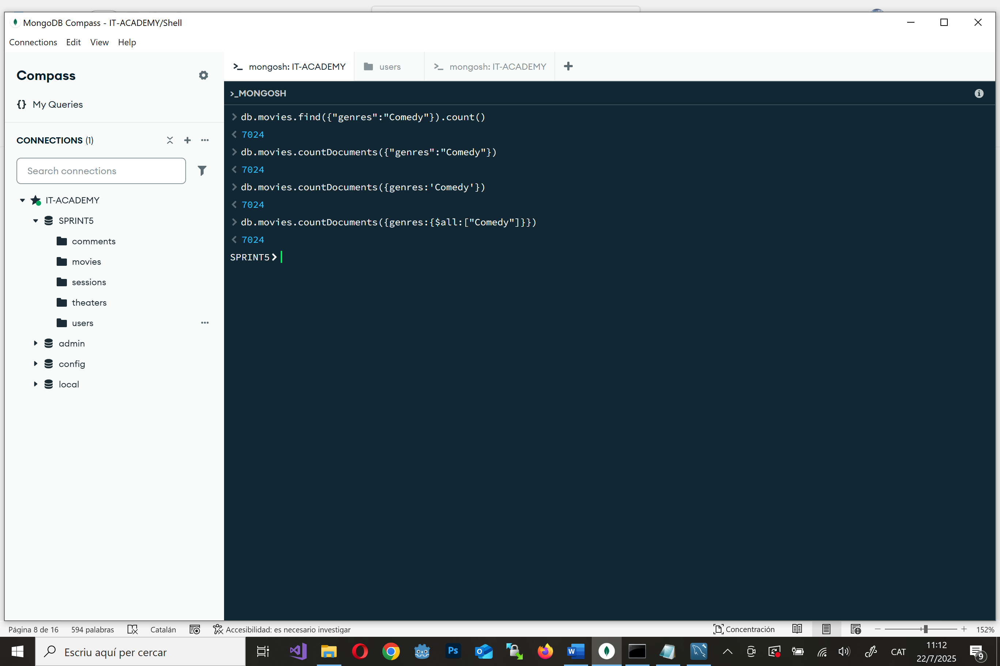 MongoDB Compass - IT-ACADEMY/Shell
Connections Edit View Help
Compass
{} My Queries
CONNECTIONS (1)
Search connections
IT-ACADEMY
SPRINT5
comments
movies
sessions
theaters
users
admin
config
local
>_ mongosh: IT-ACADEMY users >_ mongosh: IT-ACADEMY +
>_MONGOSH
> db.movies.find({"genres":"Comedy"}).count()
< 7024
> db.movies.countDocuments({"genres":"Comedy"})
< 7024
> db.movies.countDocuments({genres:'Comedy'})
< 7024
> db.movies.countDocuments({genres:{$all:["Comedy"]}})
< 7024
SPRINT5>
Página 8 de 16 594 palabras Catalán Accesibilidad: es necesario investigar Concentración 152%
Escriu aquí per cercar Ps O W CAT 11:12
22/7/2025 9